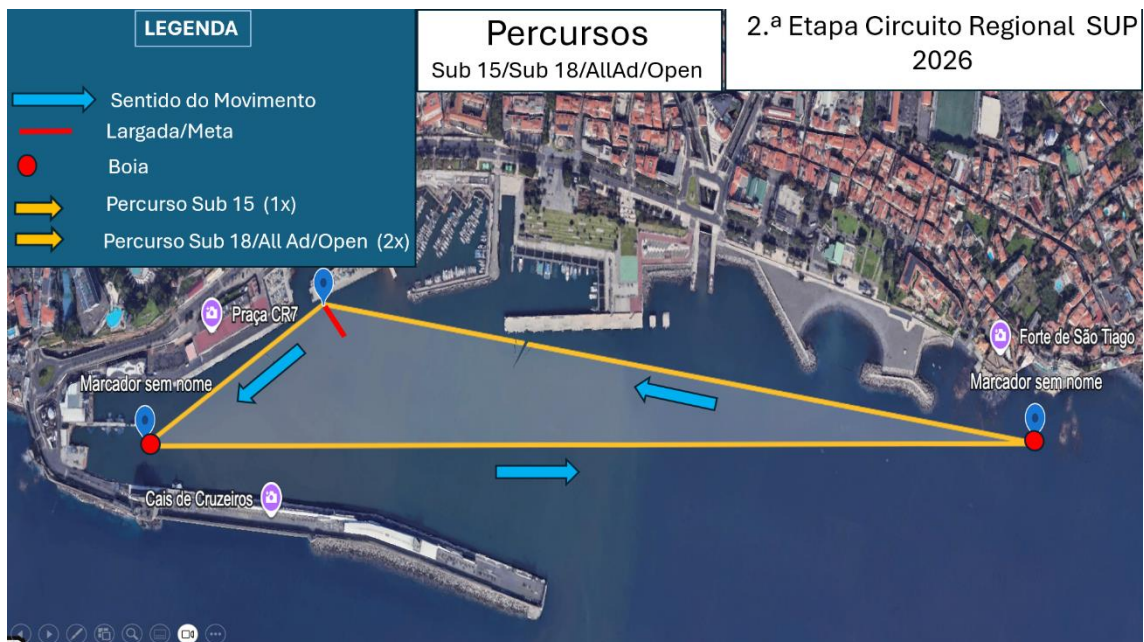 LEGENDA
Sentido do Movimento
Largada/Meta
Boia
Percurso Sub 15 (1x)
Percurso Sub 18/All Ad/Open (2x)
Percursos
Sub 15/Sub 18/AllAd/Open
2.ª Etapa Circuito Regional SUP
2026
Praça CR7
Forte de São Tiago
Marcador sem nome
Marcador sem nome
Cais de Cruzeiros